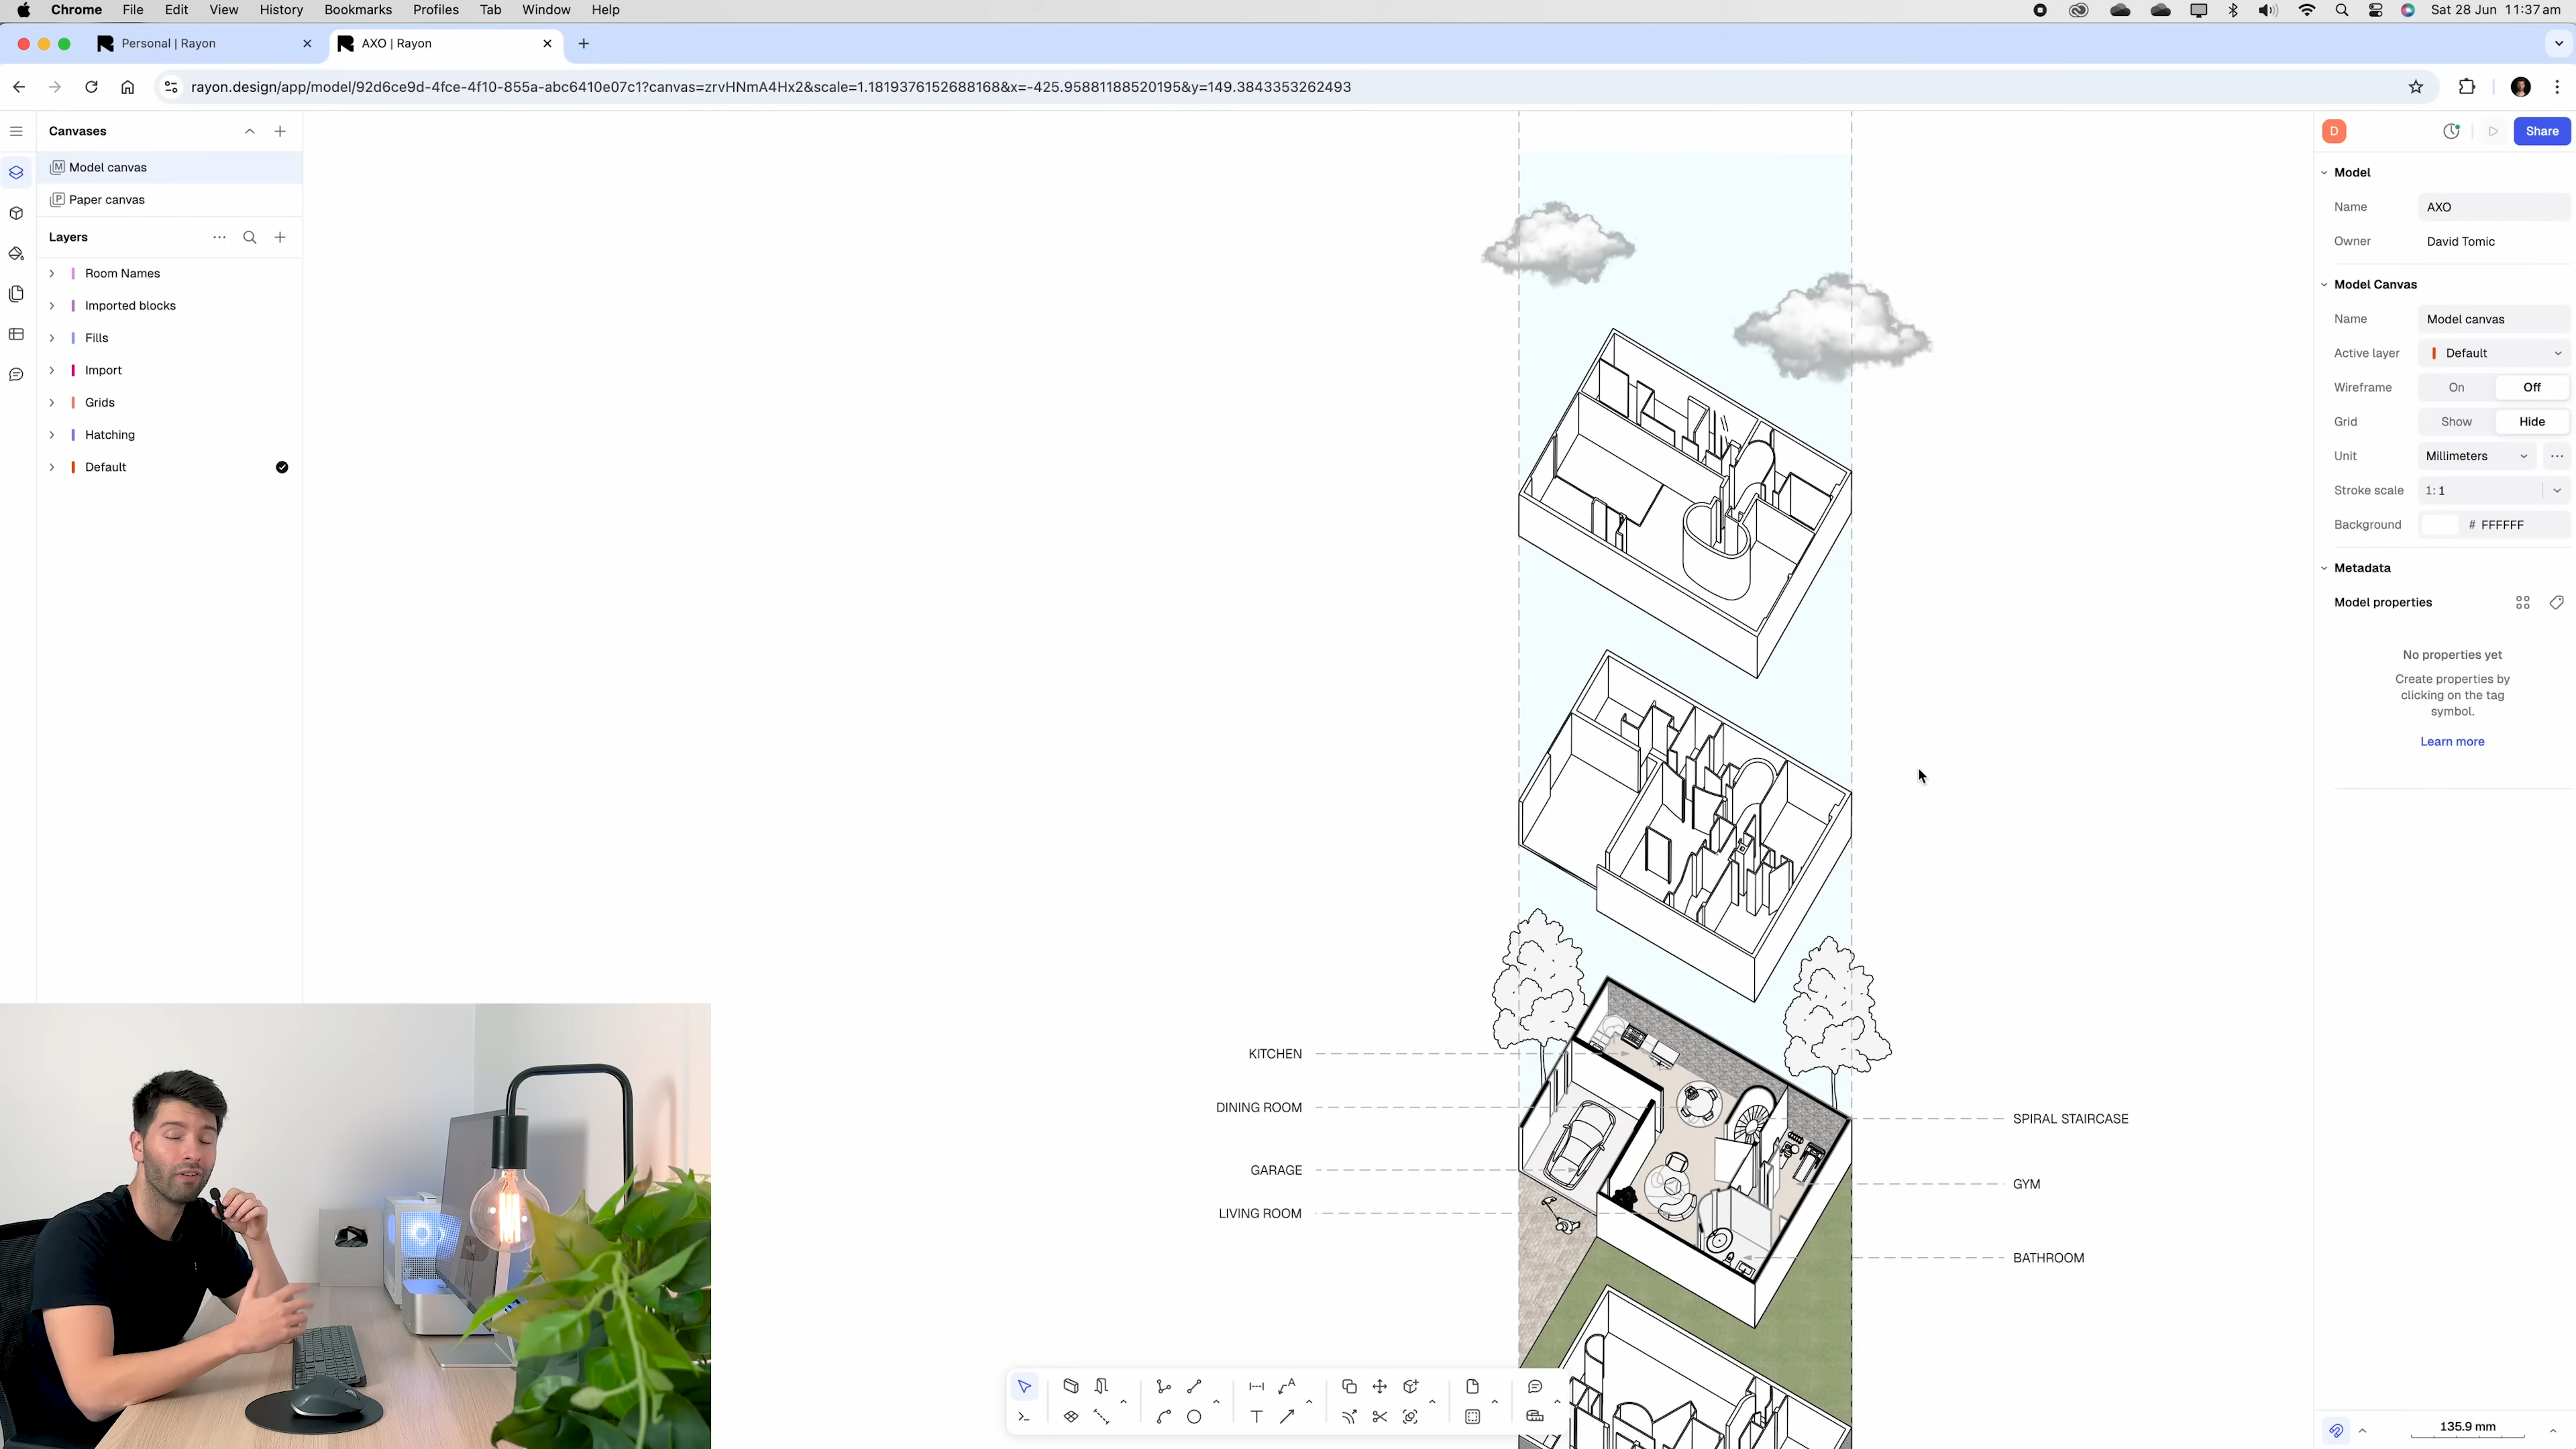 Chrome File Edit View History Bookmarks Profiles Tab Window Help
Sat 28 Jun 11:37 am
Personal | Rayon
AXO | Rayon
rayon.design/app/model/92d6ce9d-4fce-4f10-855a-abc6410e07c1?canvas=zrvHNmA4Hx2&scale=1.1819376152688168&x=-425.95881188520195&y=149.3843353262493
Canvases
M Model canvas
P Paper canvas
Layers
Room Names
Imported blocks
Fills
Import
Grids
Hatching
Default
KITCHEN
DINING ROOM
GARAGE
LIVING ROOM
SPIRAL STAIRCASE
GYM
BATHROOM
D
Share
Model
Name AXO
Owner David Tomic
Model Canvas
Name Model canvas
Active layer Default
Wireframe On Off
Grid Show Hide
Unit Millimeters
Stroke scale 1: 1
Background # FFFFFF
Metadata
Model properties
No properties yet
Create properties by
clicking on the tag
symbol.
Learn more
135.9 mm